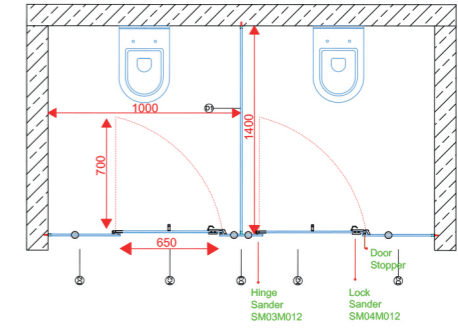 1000
1400
700
650
Door
Stopper
Hinge
Sander
SM03M012
Lock
Sander
SM04M012